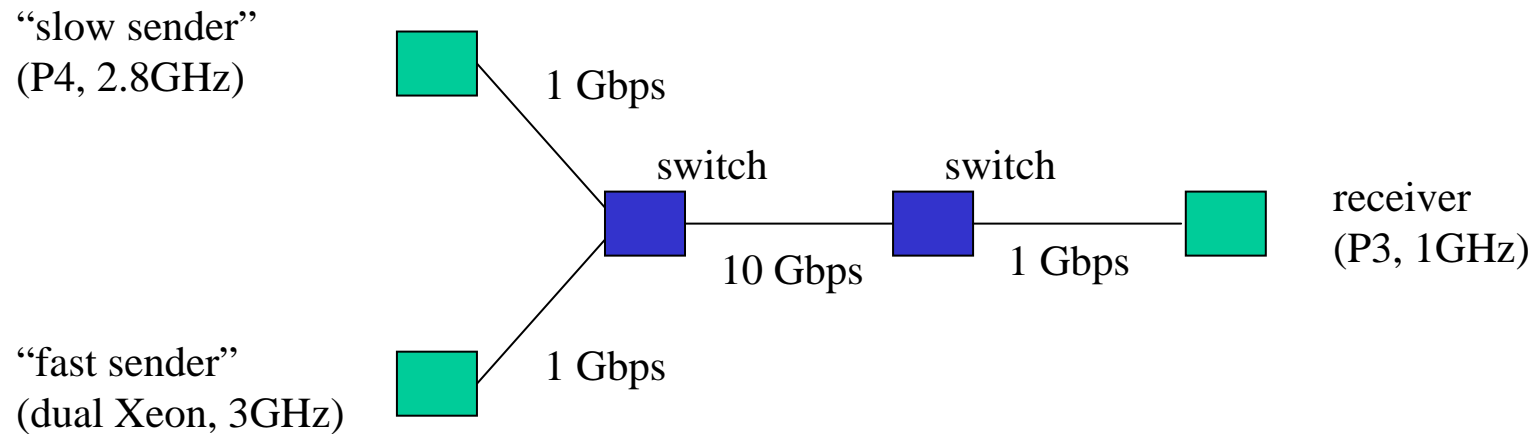 “slow sender”
(P4, 2.8GHz)
1 Gbps
switch
switch
receiver
(P3, 1GHz)
10 Gbps
1 Gbps
“fast sender”
(dual Xeon, 3GHz)
1 Gbps